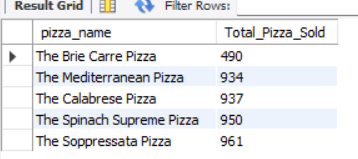 Result Grid Filter Rows:
pizza_name Total_Pizza_Sold
The Brie Carre Pizza 490
The Mediterranean Pizza 934
The Calabrese Pizza 937
The Spinach Supreme Pizza 950
The Soppressata Pizza 961